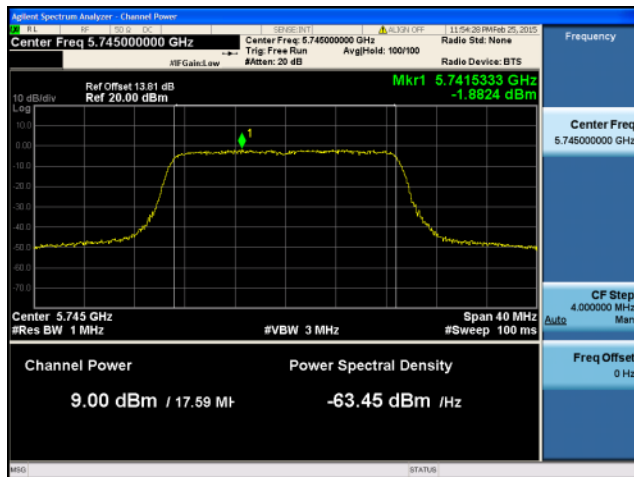 Agilent Spectrum Analyzer - Channel Power
RL RF 50 Ω DC SENSE:INT ALIGN OFF 11:54:28 PM Feb 25, 2015
Center Freq 5.745000000 GHz
Center Freq: 5.745000000 GHz
Radio Std: None
Trig: Free Run Avg|Hold: 100/100
#IFGain:Low #Atten: 20 dB Radio Device: BTS
Frequency
Mkr1 5.7415333 GHz
-1.8824 dBm
Ref Offset 13.81 dB
10 dB/div Ref 20.00 dBm
Log
10.0
0.00
-10.0
-20.0
-30.0
-40.0
-50.0
-60.0
-70.0
1
Center Freq
5.745000000 GHz
Center 5.745 GHz Span 40 MHz
#Res BW 1 MHz #VBW 3 MHz #Sweep 100 ms
CF Step
4.000000 MHz
Auto Man
Channel Power Power Spectral Density
9.00 dBm / 17.59 MH -63.45 dBm /Hz
Freq Offset
0 Hz
MSG STATUS